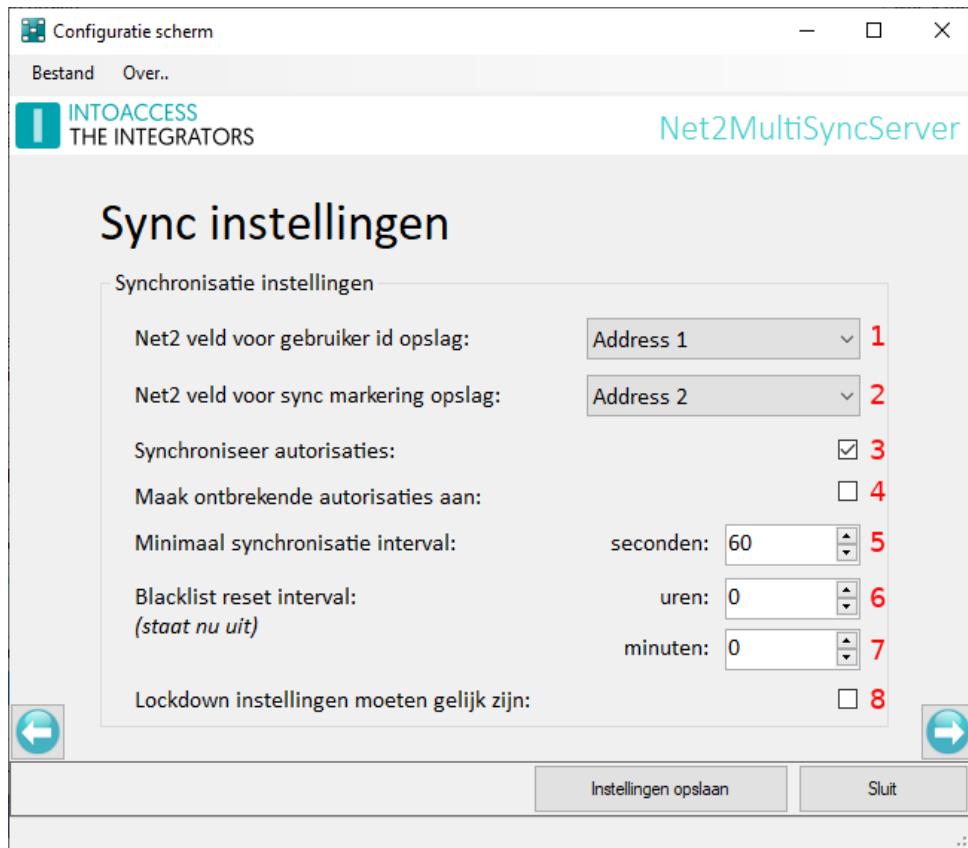 Configuratie scherm
Bestand Over..
INTOACCESS
THE INTEGRATORS
Net2MultiSyncServer
Sync instellingen
Synchronisatie instellingen
Net2 veld voor gebruiker id opslag: Address 1 1
Net2 veld voor sync markering opslag: Address 2 2
Synchroniseer autorisaties: 3
Maak ontbrekende autorisaties aan: 4
Minimaal synchronisatie interval: seconden: 60 5
Blacklist reset interval: uren: 0 6
(staat nu uit)
minuten: 0 7
Lockdown instellingen moeten gelijk zijn: 8
Instellingen opslaan Sluit